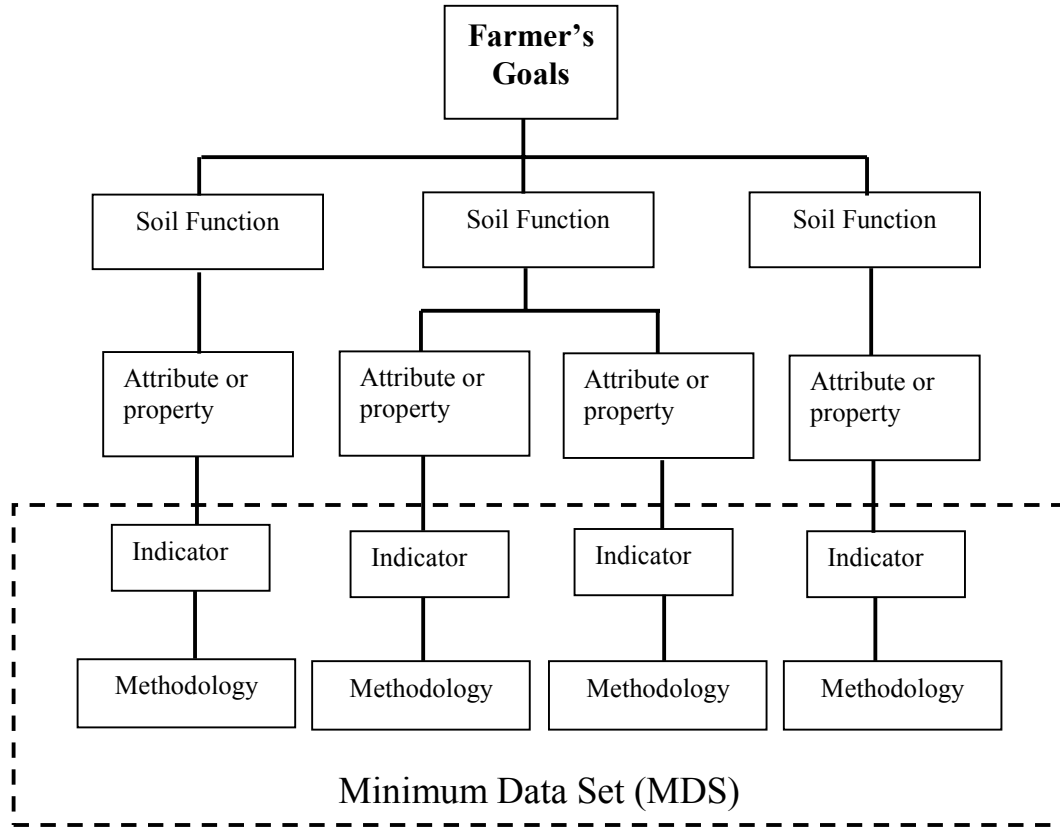 Farmer’s
Goals
Soil Function
Soil Function
Soil Function
Attribute or
property
Attribute or
property
Attribute or
property
Attribute or
property
Indicator
Indicator
Indicator
Indicator
Methodology
Methodology
Methodology
Methodology
Minimum Data Set (MDS)